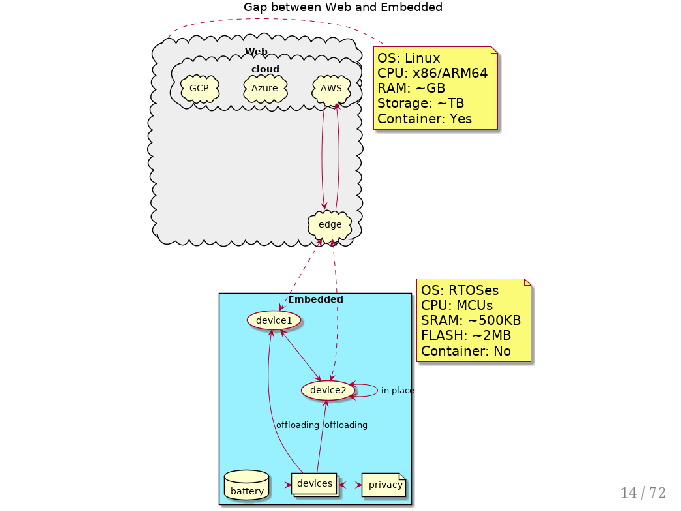 Gap between Web and Embedded
Web
cloud
GCP
Azure
AWS
OS: Linux
CPU: x86/ARM64
RAM: ~GB
Storage: ~TB
Container: Yes
edge
Embedded
OS: RTOSes
CPU: MCUs
SRAM: ~500KB
FLASH: ~2MB
Container: No
device1
device2
in place
offloading
offloading
battery
devices
privacy
14 / 72